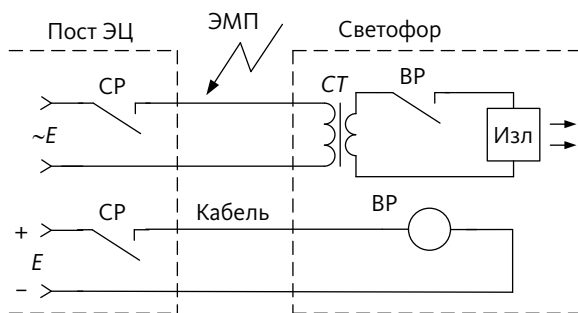 Пост ЭЦ
ЭМП
Светофор
СР
СТ
ВР
~E
Изл
СР
Кабель
ВР
+
E
−